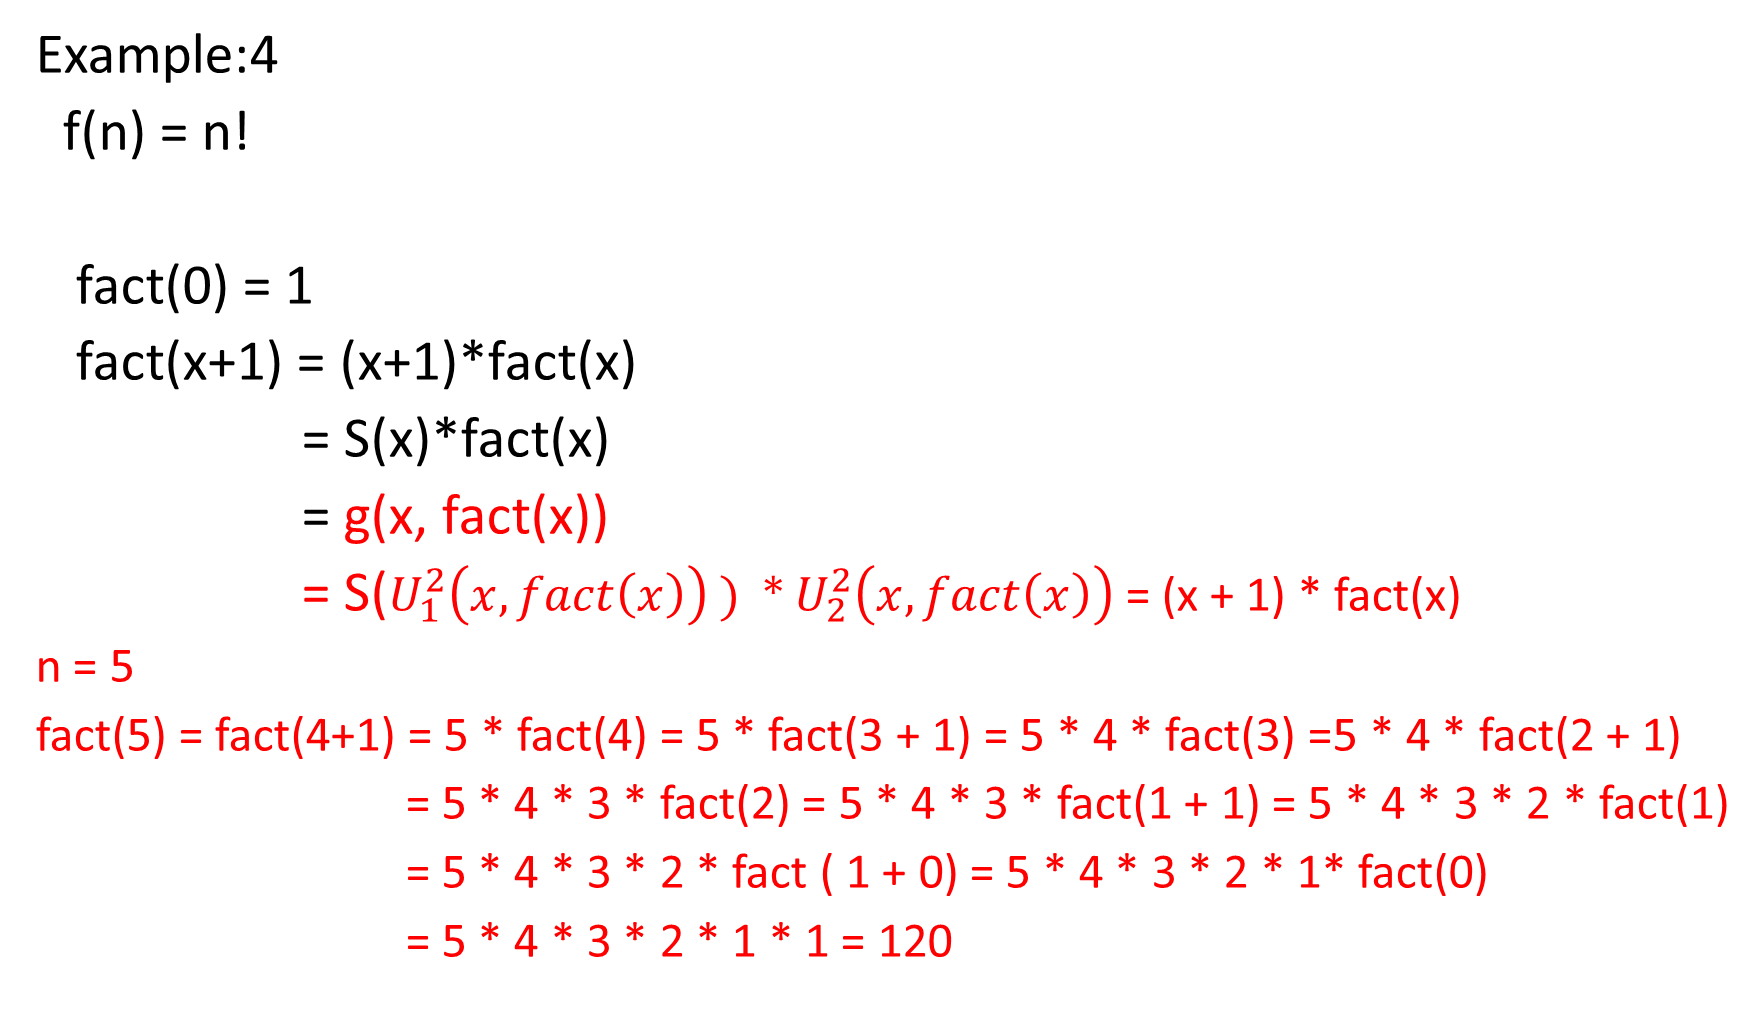 Example:4
f(n) = n!
fact(0) = 1
fact(x+1) = (x+1)*fact(x)
= S(x)*fact(x)
= g(x, fact(x))
= S(U₁²(x, fact(x)) ) * U₂²(x, fact(x)) = (x + 1) * fact(x)
n = 5
fact(5) = fact(4+1) = 5 * fact(4) = 5 * fact(3 + 1) = 5 * 4 * fact(3) =5 * 4 * fact(2 + 1)
= 5 * 4 * 3 * fact(2) = 5 * 4 * 3 * fact(1 + 1) = 5 * 4 * 3 * 2 * fact(1)
= 5 * 4 * 3 * 2 * fact ( 1 + 0) = 5 * 4 * 3 * 2 * 1* fact(0)
= 5 * 4 * 3 * 2 * 1 * 1 = 120